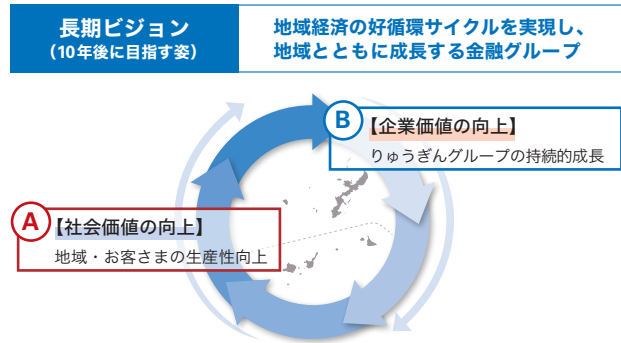 長期ビジョン
（10年後に目指す姿）
地域経済の好循環サイクルを実現し、
地域とともに成長する金融グループ
B
【企業価値の向上】
りゅうぎんグループの持続的成長
A
【社会価値の向上】
地域・お客さまの生産性向上